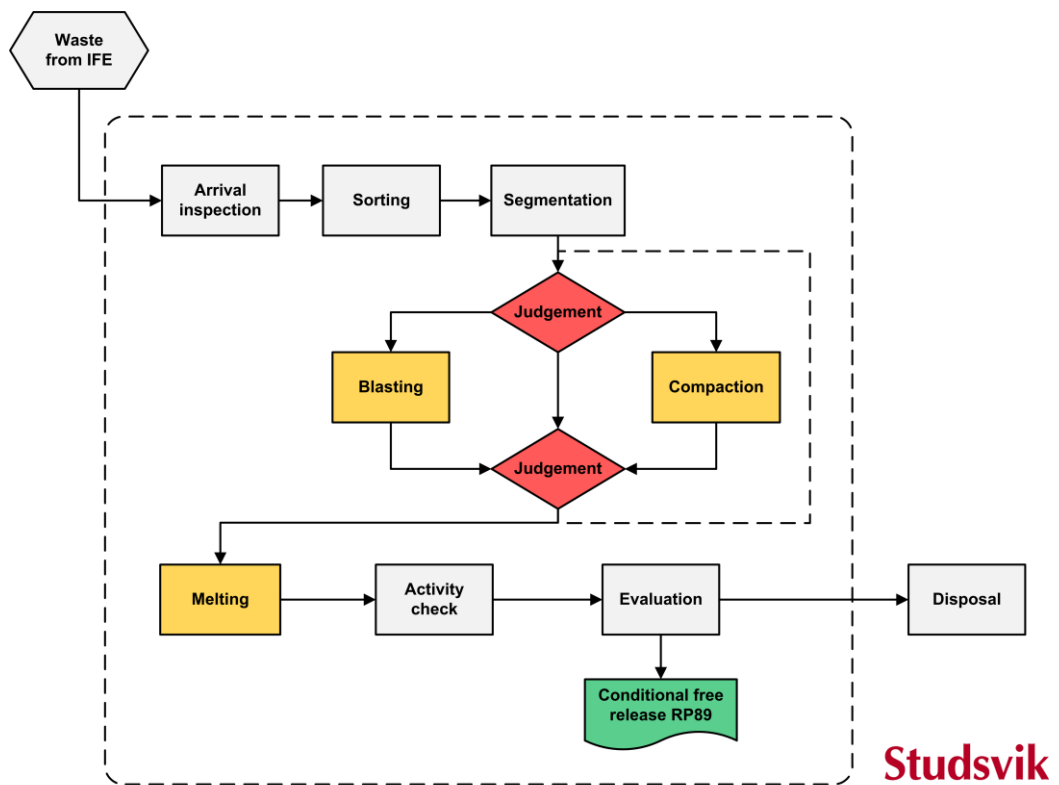 Waste
from IFE
Arrival
inspection
Sorting
Segmentation
Judgement
Blasting
Compaction
Judgement
Melting
Activity
check
Evaluation
Disposal
Conditional free
release RP89
Studsvik